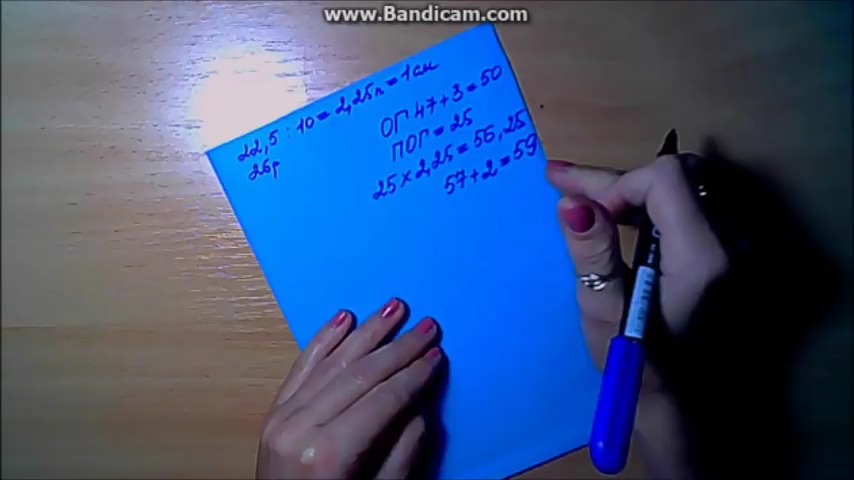 www.Bandicam.com
22,5 : 10 = 2,25п = 1см
26р
ОГ 47+3=50
ПОГ = 25
25 × 2,25 = 56,25
57+2=59